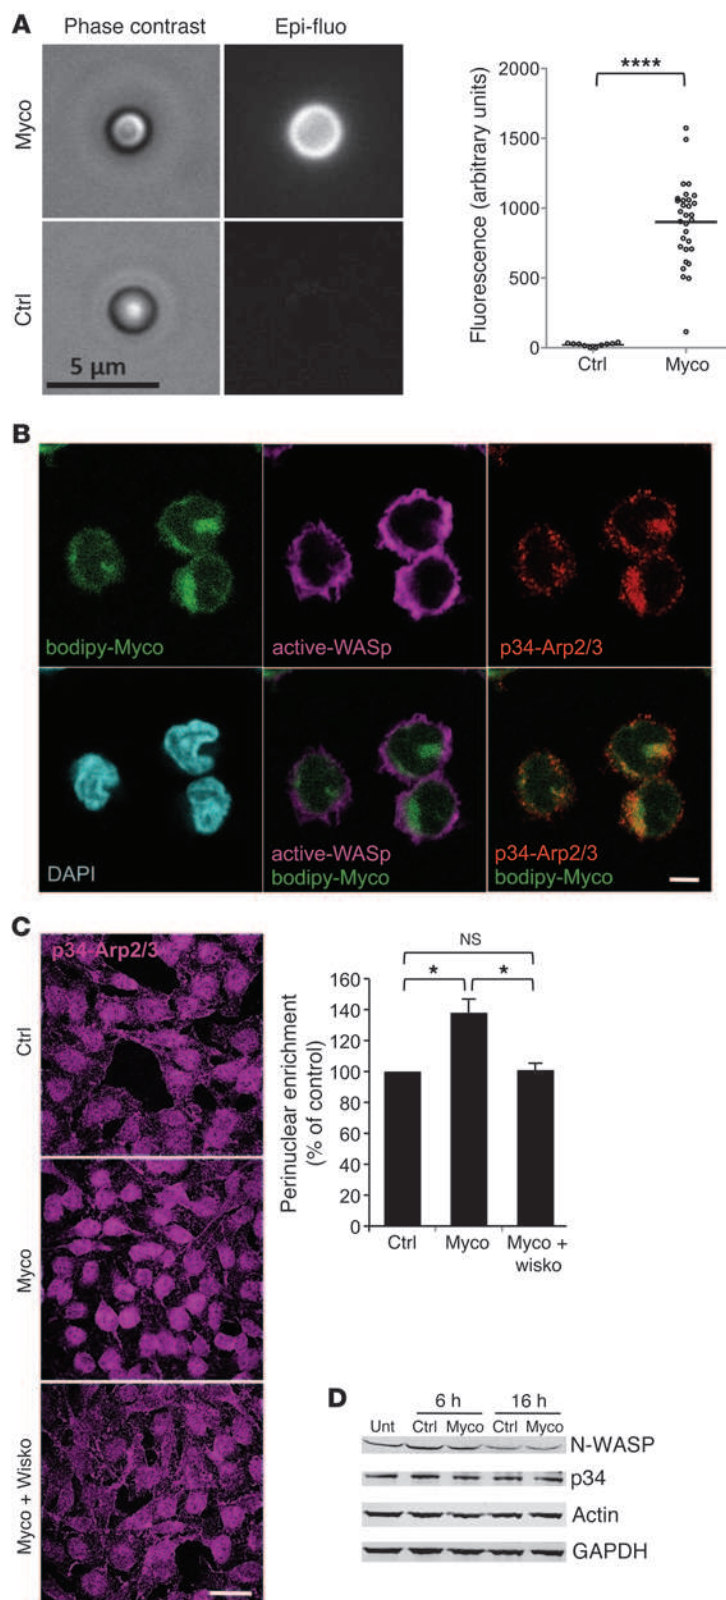 A
Phase contrast
Epi-fluo
Myco
Ctrl
5 μm
Fluorescence (arbitrary units)
2000
1500
1000
500
0
****
Ctrl
Myco
B
bodipy-Myco
active-WASp
p34-Arp2/3
DAPI
active-WASp
bodipy-Myco
p34-Arp2/3
bodipy-Myco
C
p34-Arp2/3
Ctrl
Myco
Myco + Wisko
Perinuclear enrichment
(% of control)
160
140
120
100
80
60
40
20
0
NS
*
*
Ctrl
Myco
Myco +
wisko
D
6 h
16 h
Unt
Ctrl
Myco
Ctrl
Myco
N-WASP
p34
Actin
GAPDH